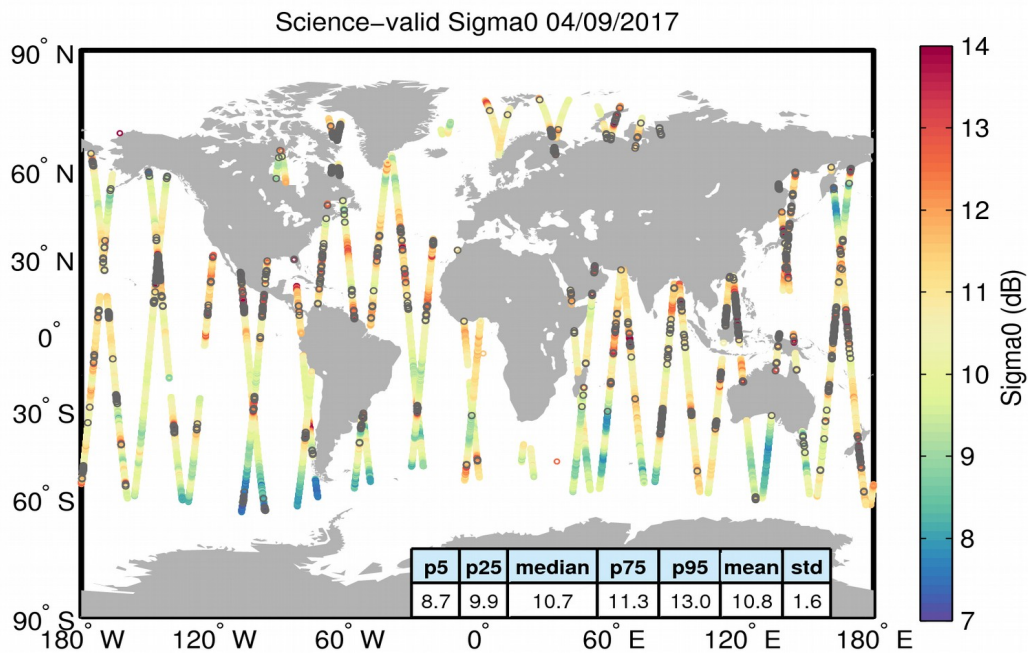 Science−valid Sigma0 04/09/2017
90° N
60° N
30° N
0°
30° S
60° S
90° S
180° W
120° W
60° W
0°
60° E
120° E
180° E
p5 p25 median p75 p95 mean std
8.7 9.9 10.7 11.3 13.0 10.8 1.6
14
13
12
11
10
9
8
7
Sigma0 (dB)